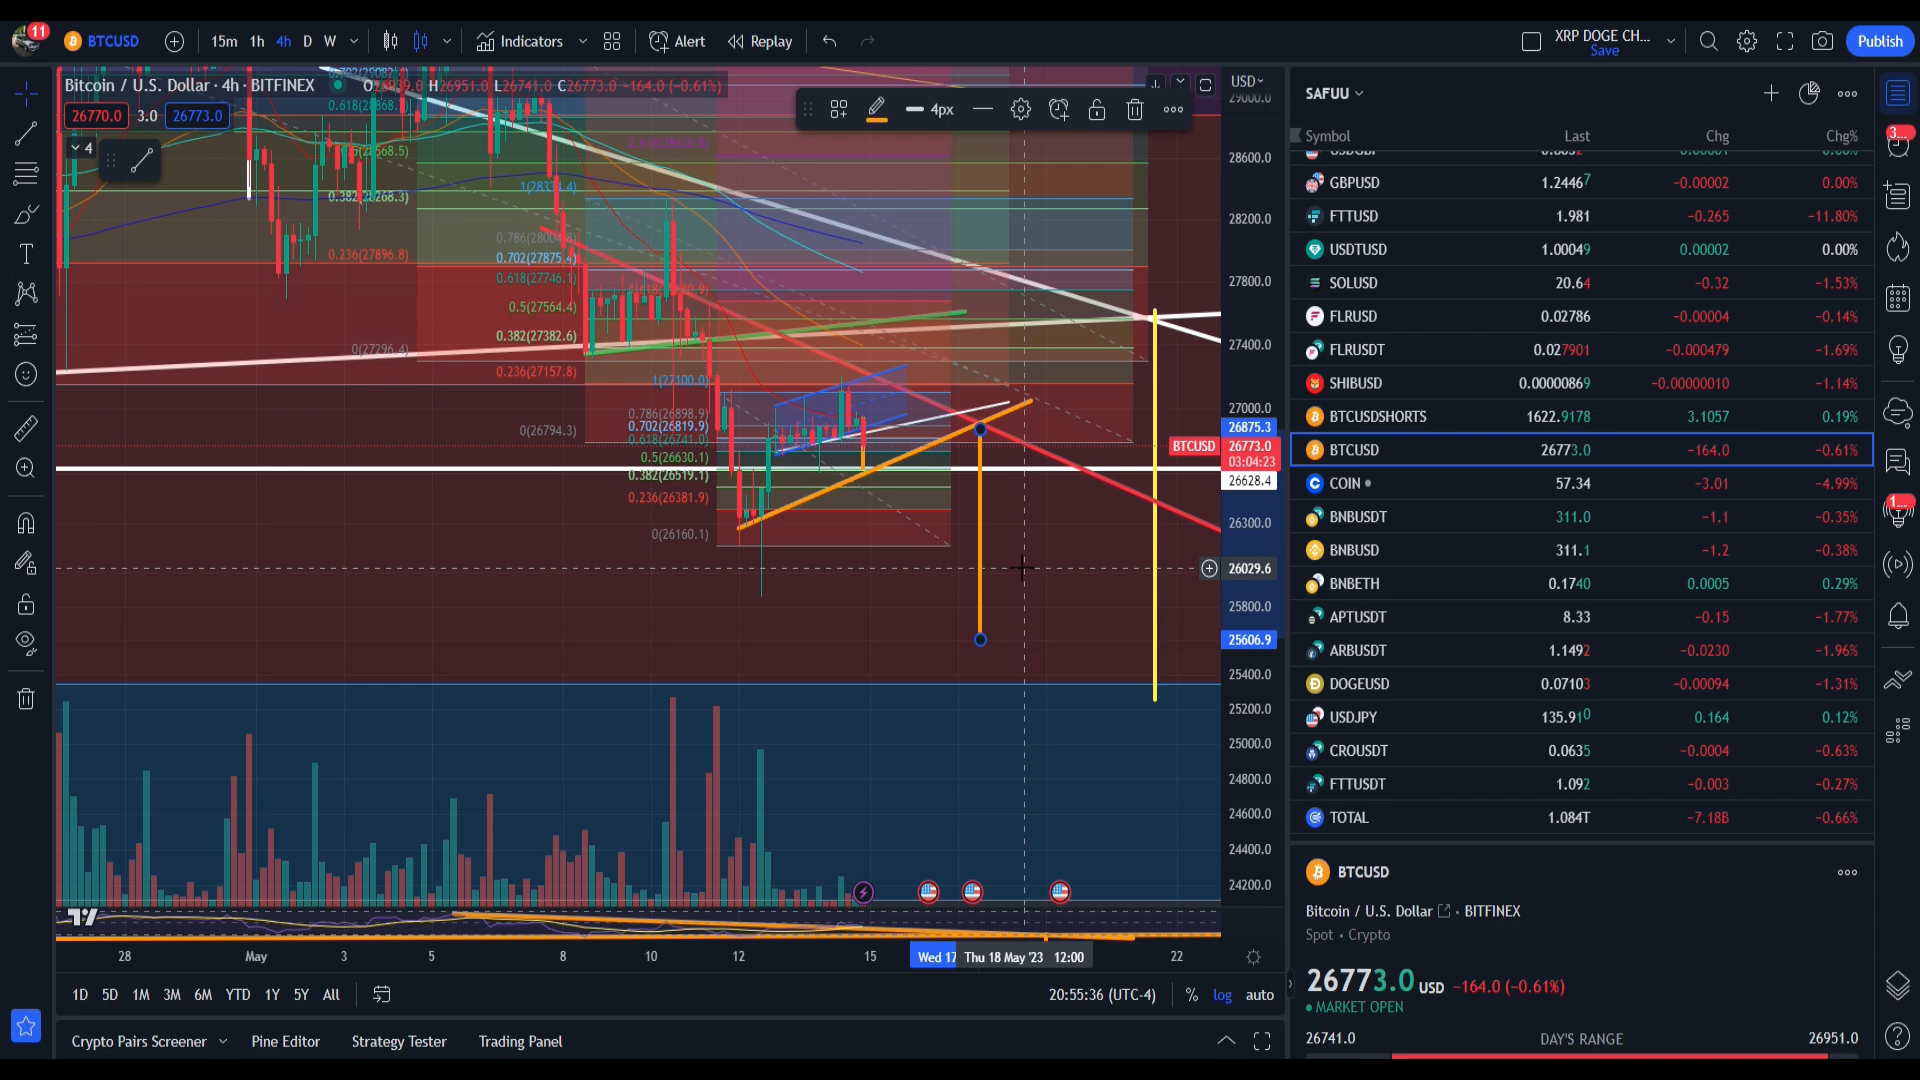 11
BTCUSD
15m 1h 4h D W
Indicators
Alert
Replay
XRP DOGE CH...
Save
Publish
Bitcoin / U.S. Dollar · 4h · BITFINEX
H26951.0 L26741.0 C26773.0 −164.0 (−0.61%)
26770.0 3.0 26773.0
4
4px
USD
29000.0
28600.0
28200.0
27800.0
27400.0
27000.0
26875.3
BTCUSD 26773.0
03:04:23
26628.4
26300.0
26029.6
25800.0
25606.9
25400.0
25200.0
25000.0
24800.0
24600.0
24400.0
24200.0
0.382(28268.3)
0.236(27896.8)
0(27296.4)
1(28331.4)
0.786(28004.8)
0.702(27875.4)
0.618(27746.1)
0.5(27564.4)
0.382(27382.6)
0.236(27157.8)
0(26794.3)
1(27100.0)
0.786(26898.9)
0.702(26819.9)
0.618(26741.0)
0.5(26630.1)
0.382(26519.1)
0.236(26381.9)
0(26160.1)
28 May 3 5 8 10 12 15 Wed 17 Thu 18 May '23 12:00 22
1D 5D 1M 3M 6M YTD 1Y 5Y All
20:55:36 (UTC-4) % log auto
Crypto Pairs Screener Pine Editor Strategy Tester Trading Panel
SAFUU
Symbol Last Chg Chg%
GBPUSD 1.24467 −0.00002 0.00%
FTTUSD 1.981 −0.265 −11.80%
USDTUSD 1.00049 0.00002 0.00%
SOLUSD 20.64 −0.32 −1.53%
FLRUSD 0.02786 −0.00004 −0.14%
FLRUSDT 0.027901 −0.000479 −1.69%
SHIBUSD 0.0000869 −0.00000010 −1.14%
BTCUSDSHORTS 1622.9178 3.1057 0.19%
BTCUSD 26773.0 −164.0 −0.61%
COIN 57.34 −3.01 −4.99%
BNBUSDT 311.0 −1.1 −0.35%
BNBUSD 311.1 −1.2 −0.38%
BNBETH 0.1740 0.0005 0.29%
APTUSDT 8.33 −0.15 −1.77%
ARBUSDT 1.1492 −0.0230 −1.96%
DOGEUSD 0.07103 −0.00094 −1.31%
USDJPY 135.910 0.164 0.12%
CROUSDT 0.0635 −0.0004 −0.63%
FTTUSDT 1.092 −0.003 −0.27%
TOTAL 1.084T −7.18B −0.66%
BTCUSD
Bitcoin / U.S. Dollar · BITFINEX
Spot • Crypto
26773.0 USD −164.0 (−0.61%)
MARKET OPEN
26741.0 DAY'S RANGE 26951.0
3...
1...